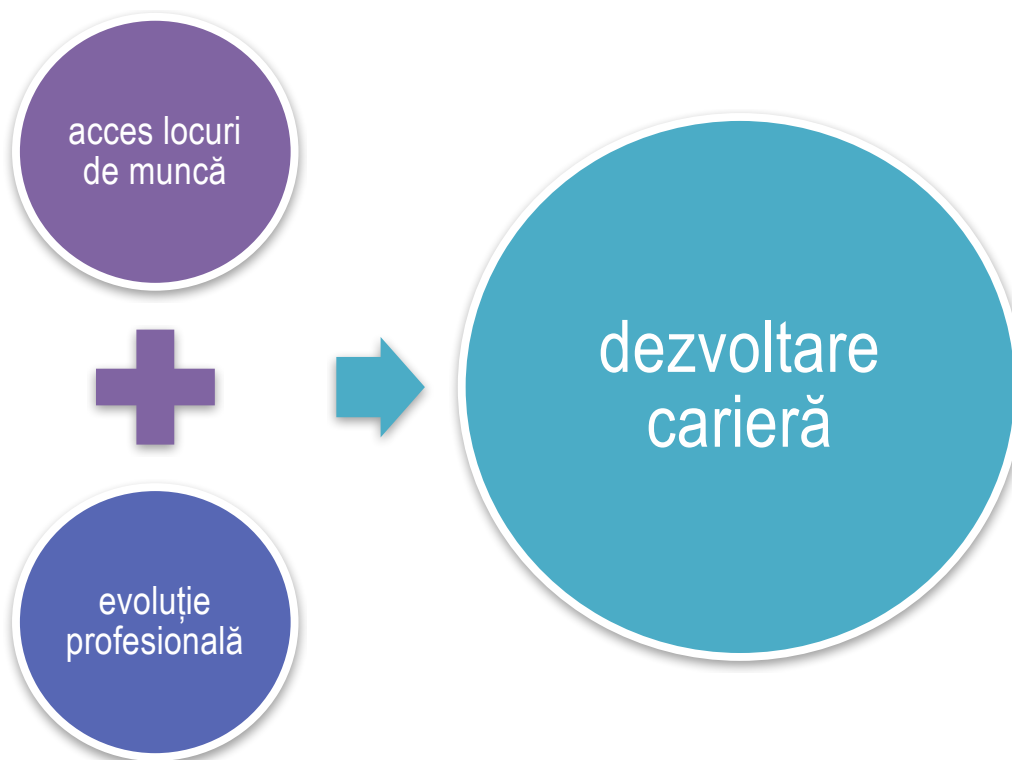 acces locuri
de muncă
evoluție
profesională
dezvoltare
carieră